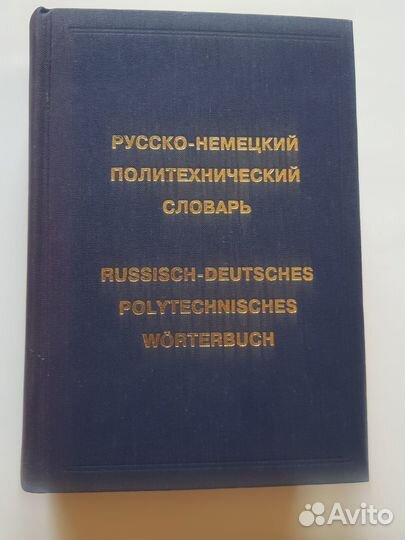 РУССКО-НЕМЕЦКИЙ
ПОЛИТЕХНИЧЕСКИЙ
СЛОВАРЬ
RUSSISCH-DEUTSCHES
POLYTECHNISCHES
WÖRTERBUCH
Avito